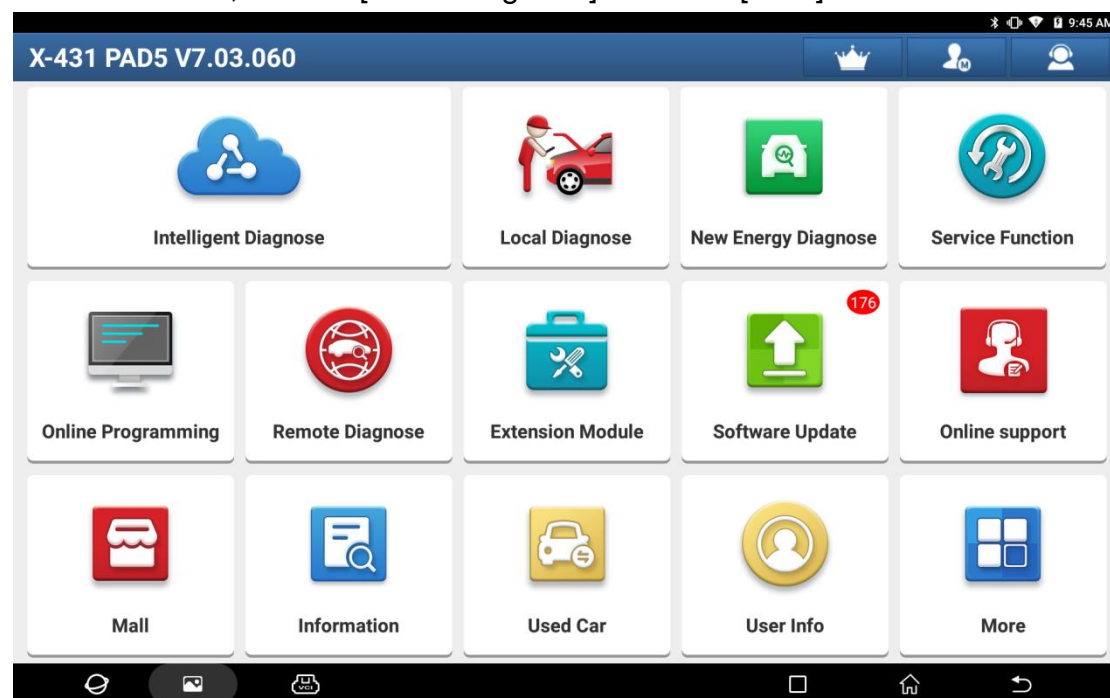 9:45 AM
X-431 PAD5 V7.03.060
M
Intelligent Diagnose
Local Diagnose
New Energy Diagnose
Service Function
176
Online Programming
Remote Diagnose
Extension Module
Software Update
Online support
Mall
Information
Used Car
User Info
More
VCI